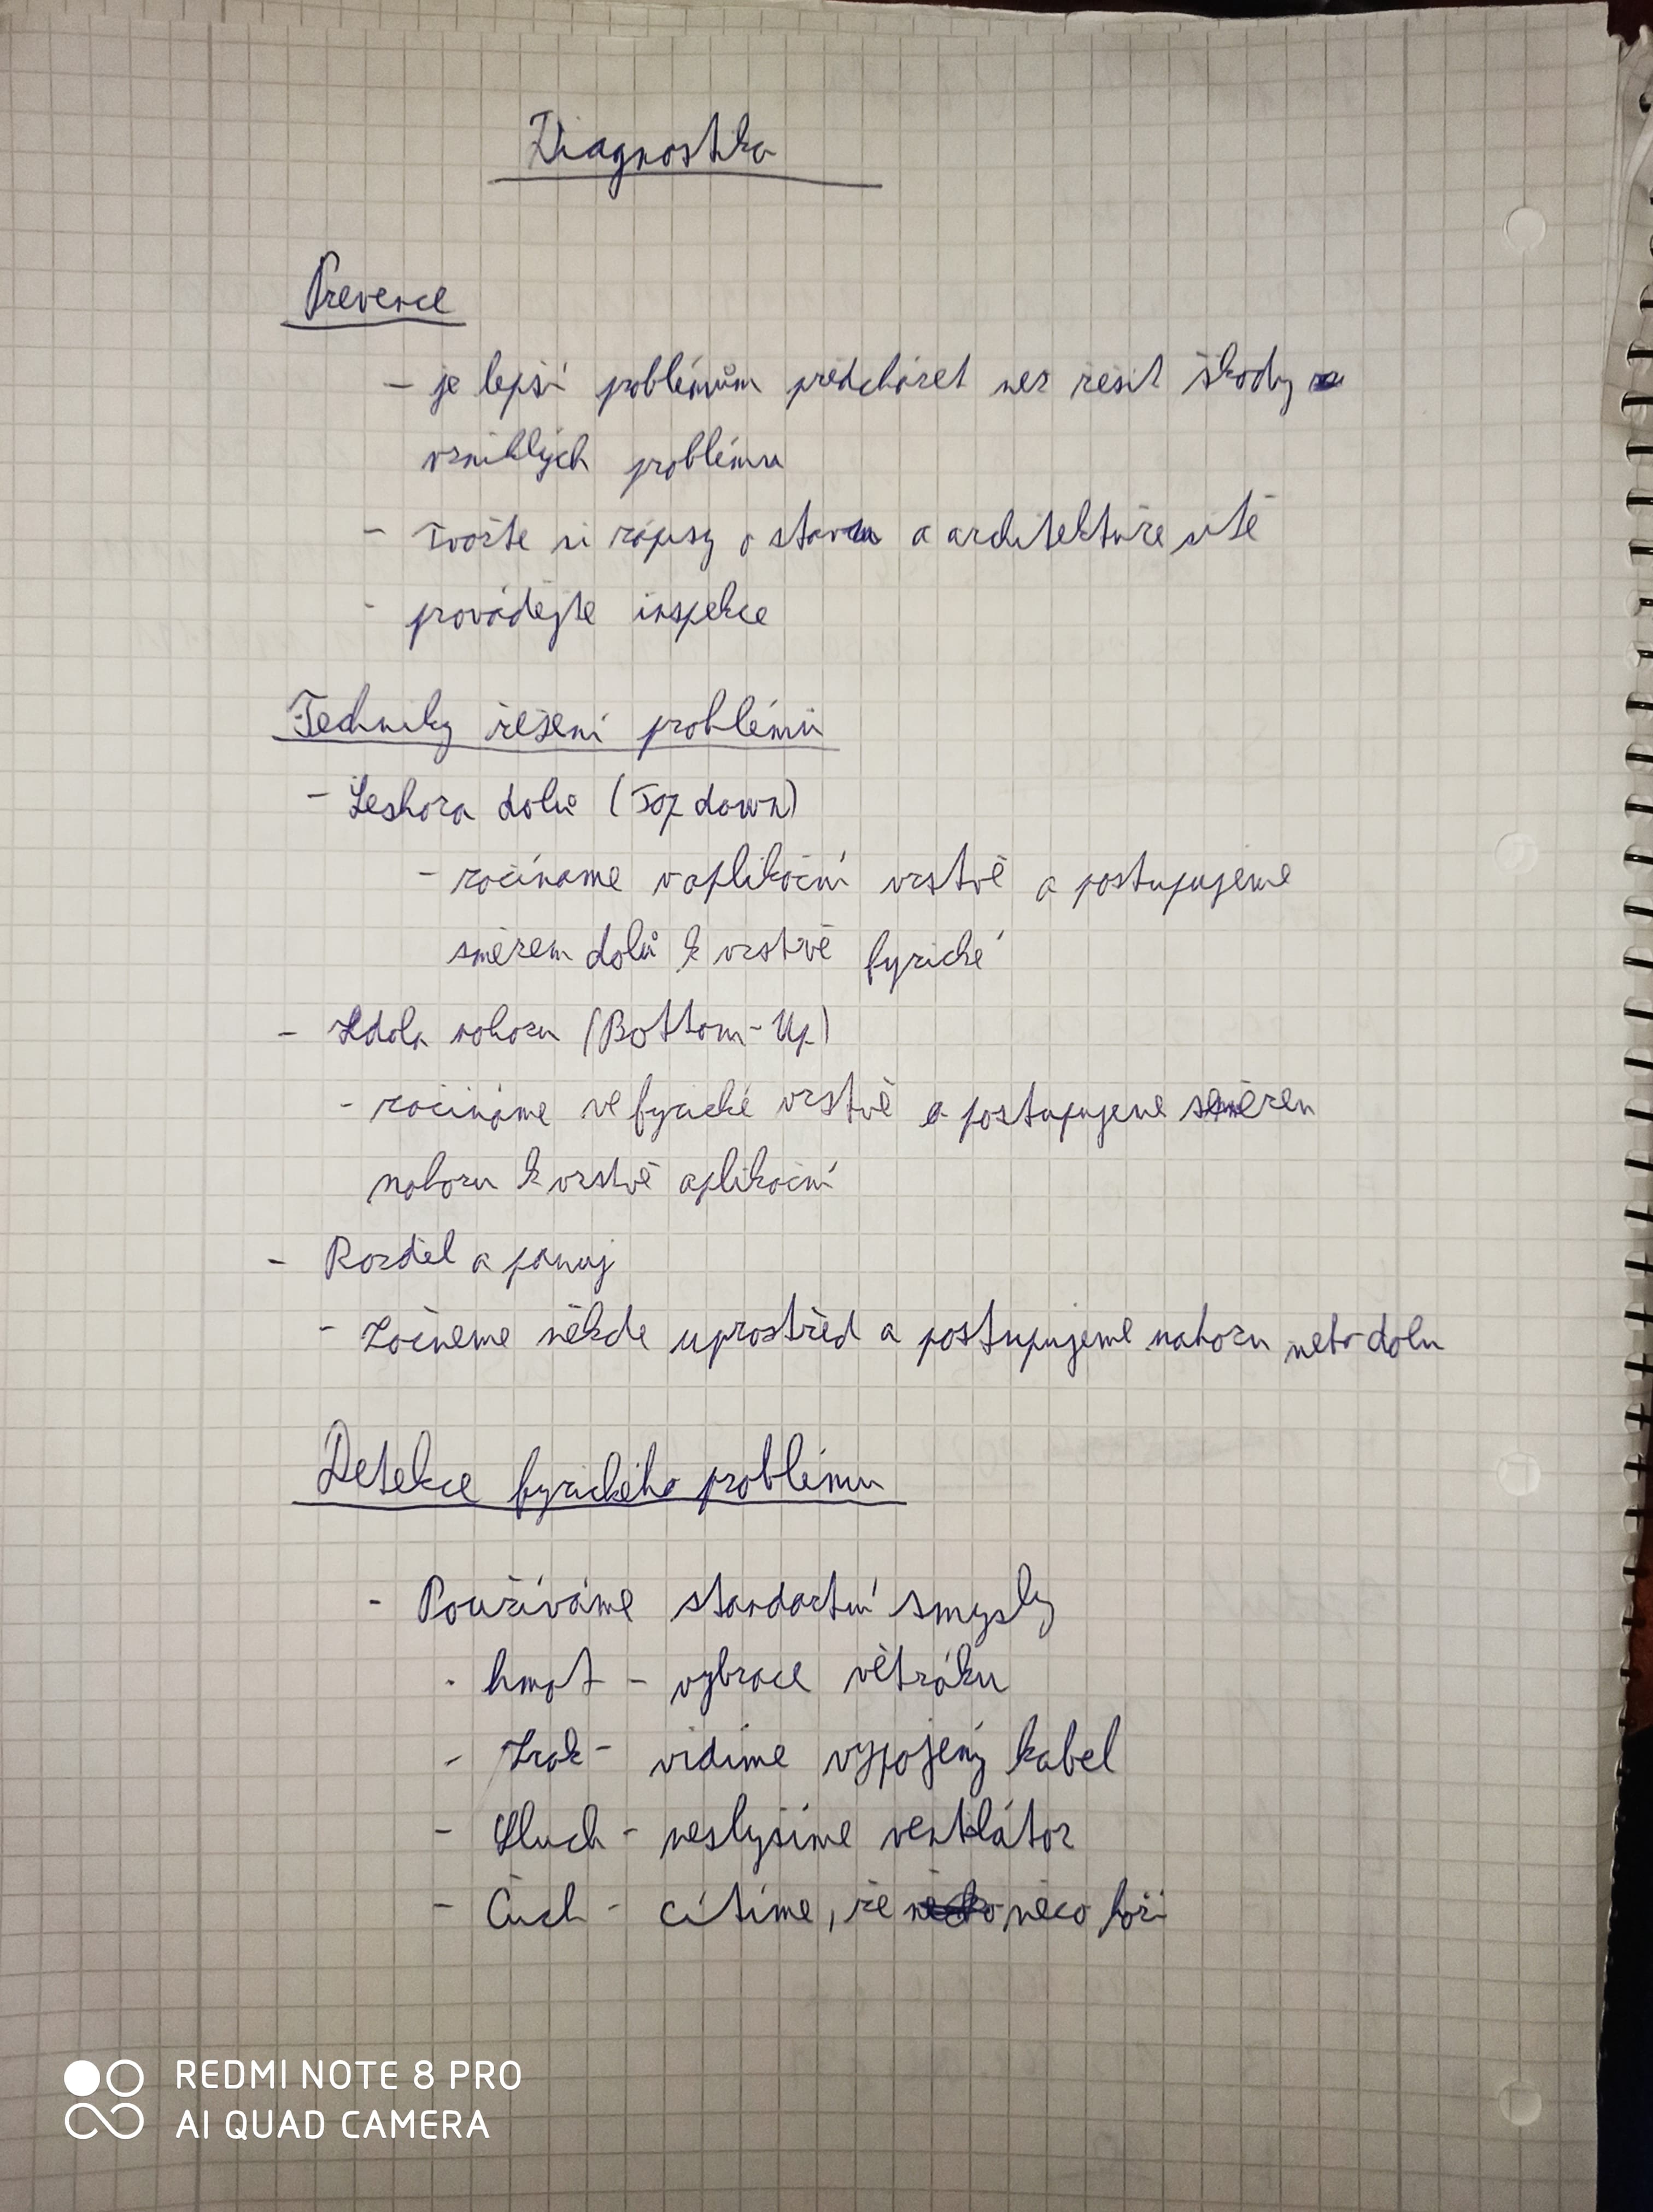 Diagnostika
Prevence
- je lepší problémům předcházet než řešit škody
vzniklých problému
- Tvořte si zápisy o stavu a architektuře sítě
- provádějte inspekce
Techniky řešení problémů
- Zeshora dolů (Top down)
- začínáme v aplikační vrstvě a postupujeme
směrem dolů k vrstvě fyzické
- Zdola nahoru (Bottom-Up)
- začínáme ve fyzické vrstvě a postupujeme směrem
nahoru k vrstvě aplikační
- Rozděl a panuj
- Začneme někde uprostřed a postupujeme nahoru nebo dolu
Detekce fyzického problému
- Používáme standartní smysly
- hmat - vybrace větráku
- Zrak - vidíme vypojený kabel
- Sluch - neslyšíme ventilátor
- Čich - cítíme, že něco hoří
REDMI NOTE 8 PRO
AI QUAD CAMERA